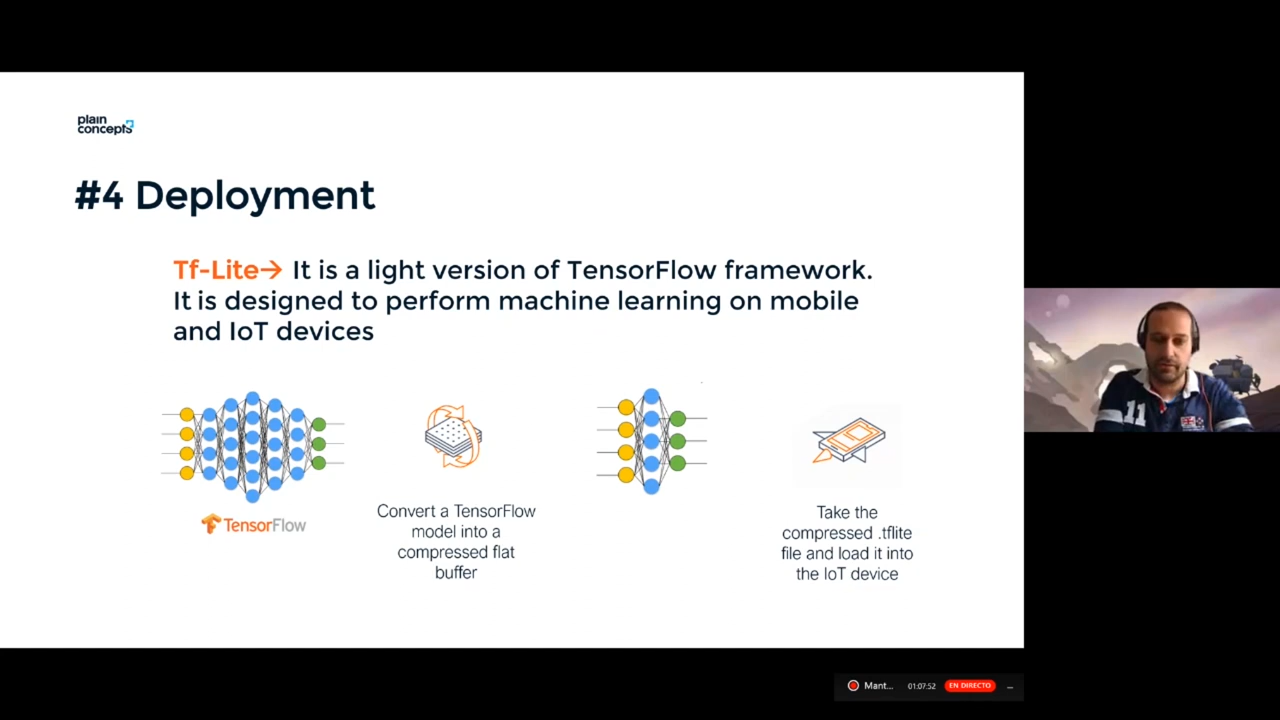 plain
concepts
#4 Deployment
Tf-Lite→ It is a light version of TensorFlow framework.
It is designed to perform machine learning on mobile
and IoT devices
TensorFlow
Convert a TensorFlow
model into a
compressed flat
buffer
Take the
compressed .tflite
file and load it into
the IoT device
11
Mant... 01:07:52 EN DIRECTO ...